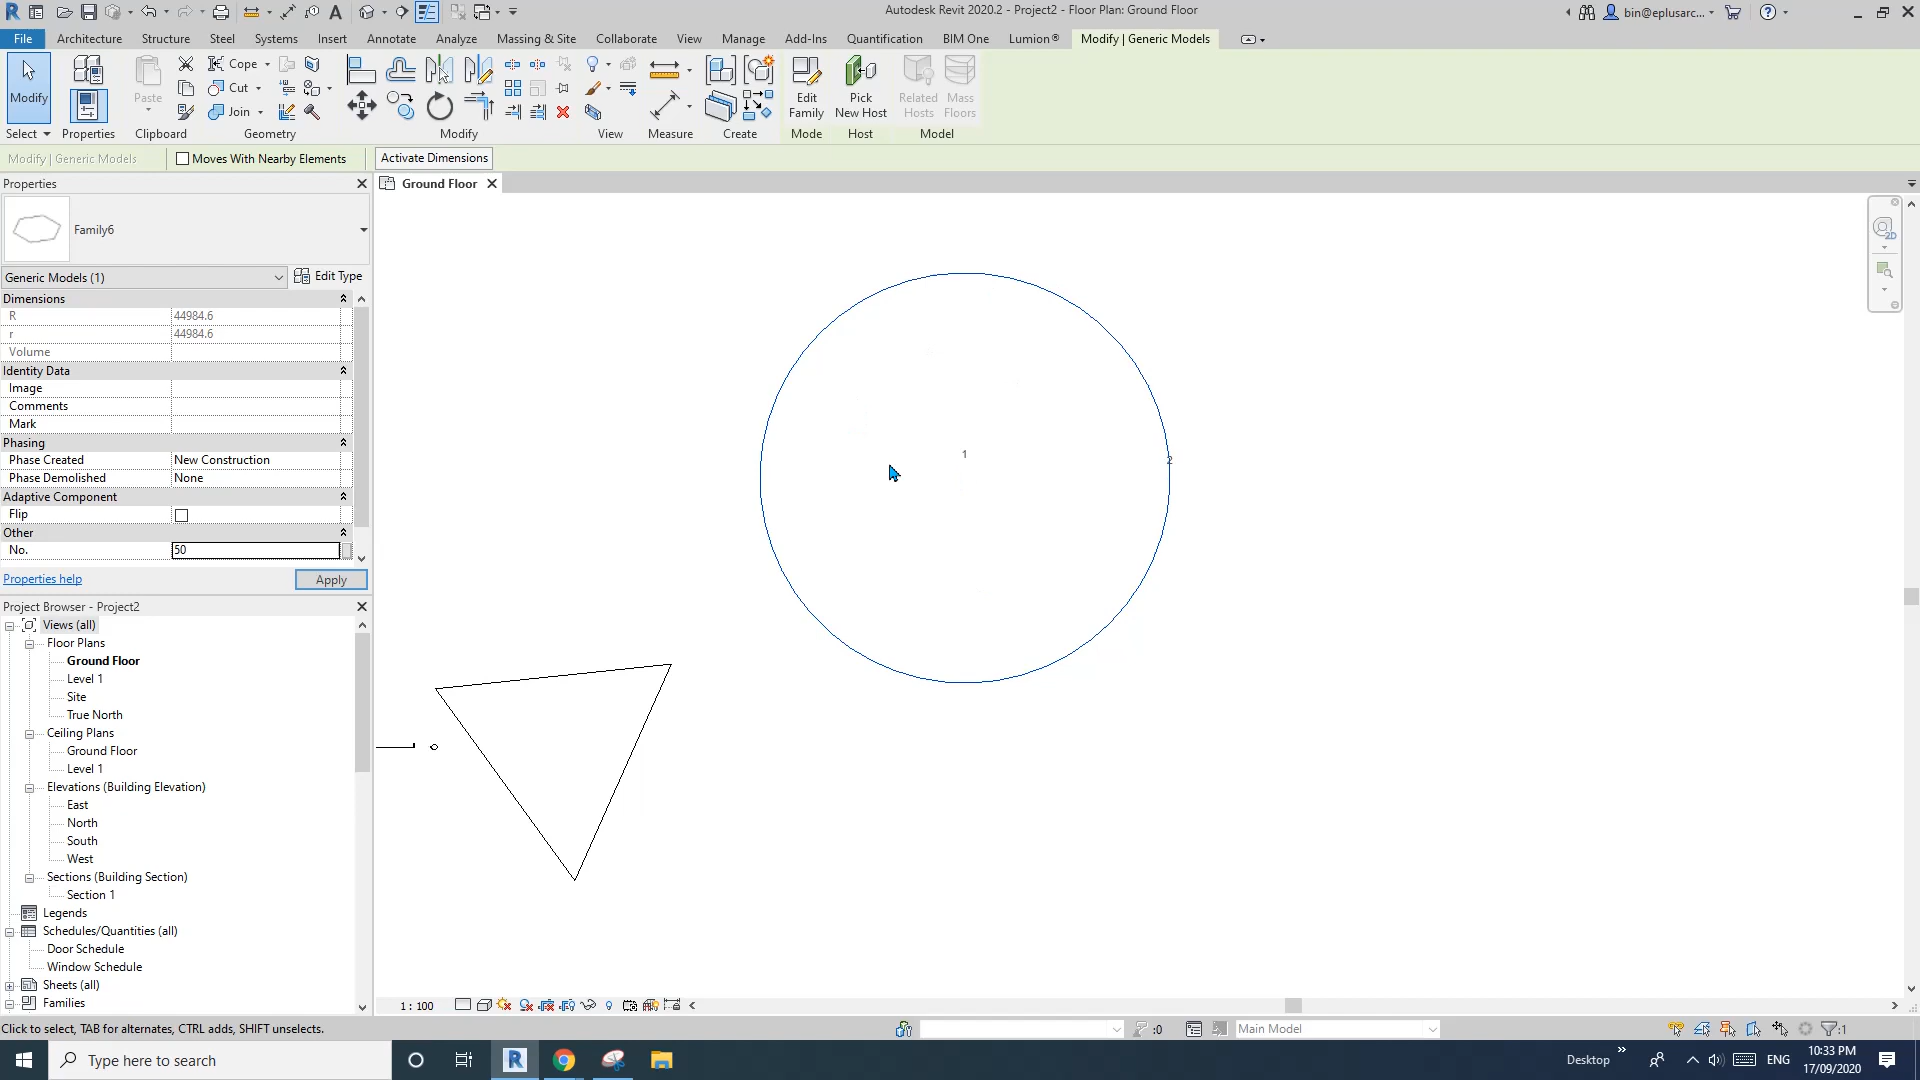 Autodesk Revit 2020.2 - Project2 - Floor Plan: Ground Floor
bin@eplusarc...
File Architecture Structure Steel Systems Insert Annotate Analyze Massing & Site Collaborate View Manage Add-Ins Quantification BIM One Lumion® Modify | Generic Models
Modify
Properties
Paste
Cope
Cut
Join
Edit Family
Pick New Host
Related Hosts
Mass Floors
Select Properties Clipboard Geometry Modify View Measure Create Mode Host Model
Modify | Generic Models Moves With Nearby Elements Activate Dimensions
Properties
Ground Floor
Family6
Generic Models (1) Edit Type
Dimensions
R 44984.6
r 44984.6
Volume
Identity Data
Image
Comments
Mark
Phasing
Phase Created New Construction
Phase Demolished None
Adaptive Component
Flip
Other
No. 50
Properties help Apply
Project Browser - Project2
Views (all)
Floor Plans
Ground Floor
Level 1
Site
True North
Ceiling Plans
Ground Floor
Level 1
Elevations (Building Elevation)
East
North
South
West
Sections (Building Section)
Section 1
Legends
Schedules/Quantities (all)
Door Schedule
Window Schedule
Sheets (all)
Families
1
2
2D
1 : 100
Click to select, TAB for alternates, CTRL adds, SHIFT unselects.
:0
Main Model
:1
Type here to search
Desktop
ENG
10:33 PM
17/09/2020